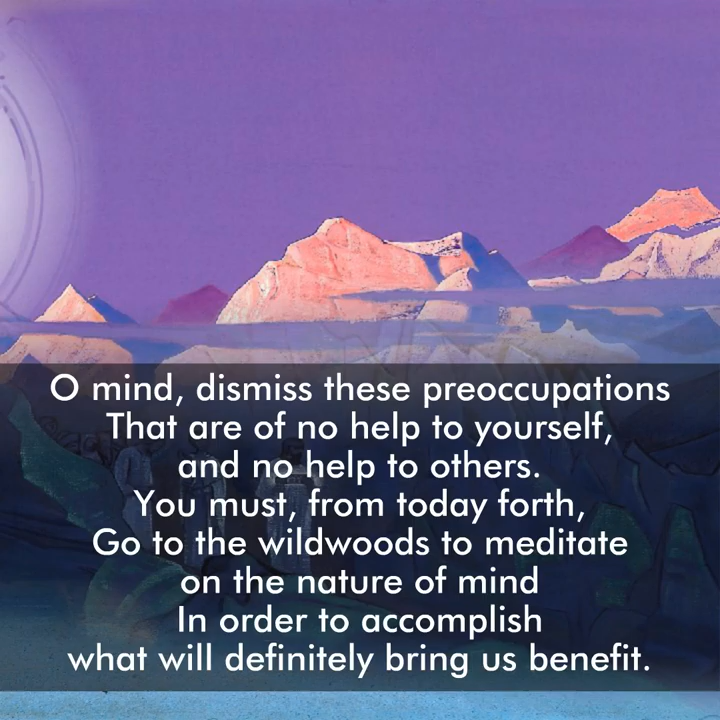 O mind, dismiss these preoccupations
That are of no help to yourself,
and no help to others.
You must, from today forth,
Go to the wildwoods to meditate
on the nature of mind
In order to accomplish
what will definitely bring us benefit.